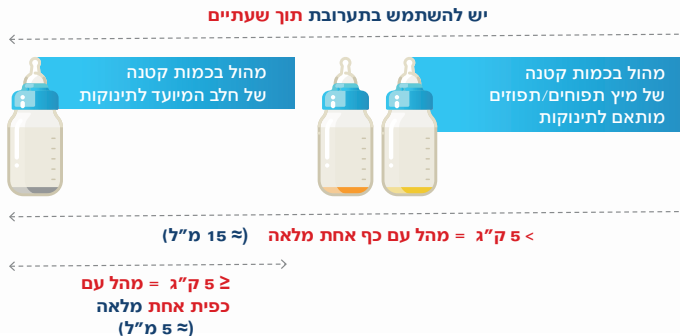 יש להשתמש בתערובת תוך שעתיים
מהול בכמות קטנה
של מיץ תפוחים/תפוזים
מותאם לתינוקות
מהול בכמות קטנה
של חלב המיועד לתינוקות
> 5 ק"ג = מהל עם כף אחת מלאה (≈ 15 מ"ל)
≥ 5 ק"ג = מהל עם
כפית אחת מלאה
(≈ 5 מ"ל)